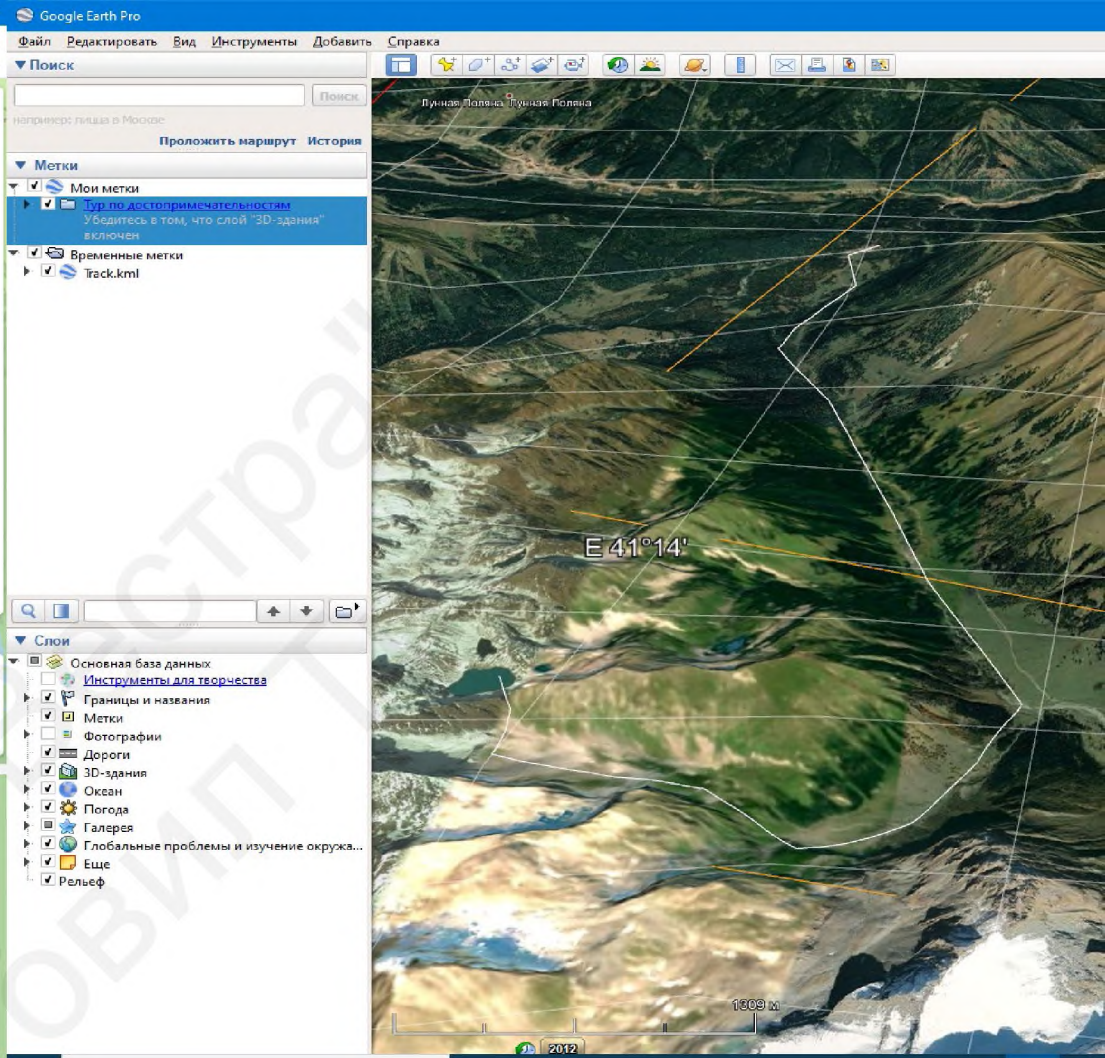 Google Earth Pro
Файл Редактировать Вид Инструменты Добавить Справка
Поиск
Поиск
например: пицца в Москве
Проложить маршрут История
Метки
Мои метки
Тур по достопримечательностям
Убедитесь в том, что слой "3D-здания"
включен
Временные метки
Track.kml
Слои
Основная база данных
Инструменты для творчества
Границы и названия
Метки
Фотографии
Дороги
3D-здания
Океан
Погода
Галерея
Глобальные проблемы и изучение окружа...
Еще
Рельеф
Лунная Поляна Лунная Поляна
E 41°14'
1309 м
2012